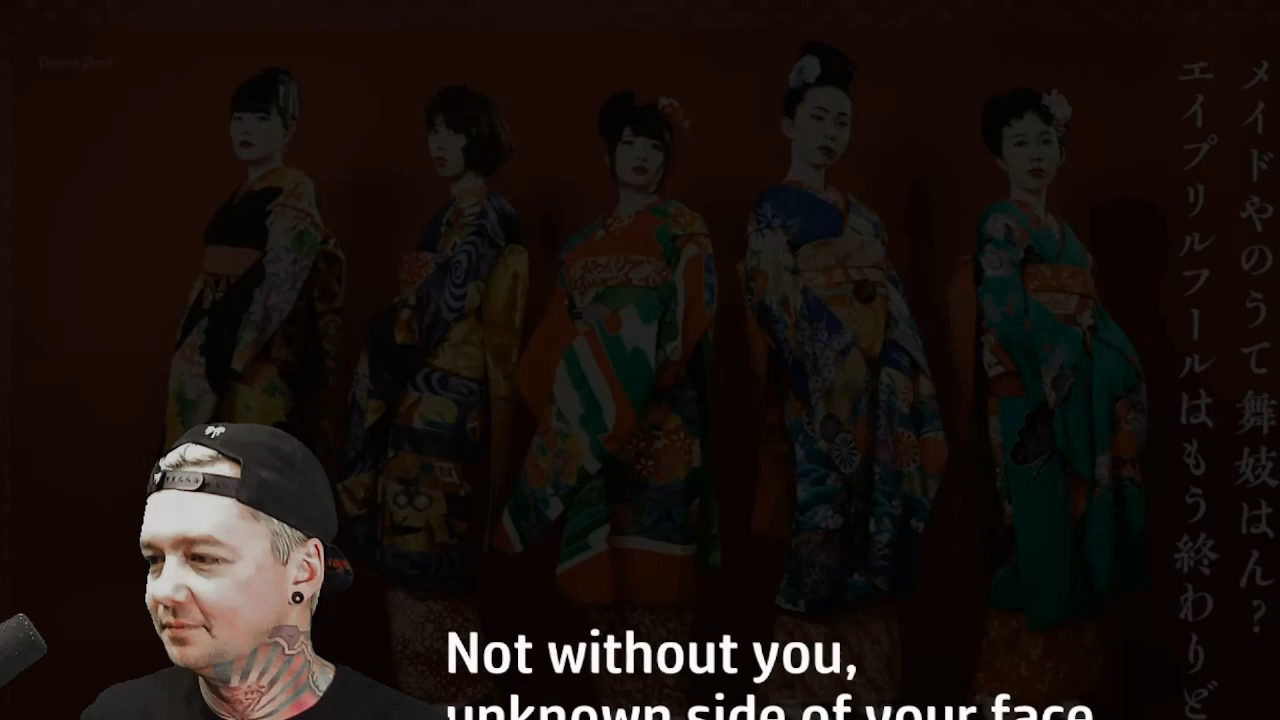 メイドやのうて舞妓はん?
エイプリルフールはもう終わりど
Not without you,
unknown side of your face